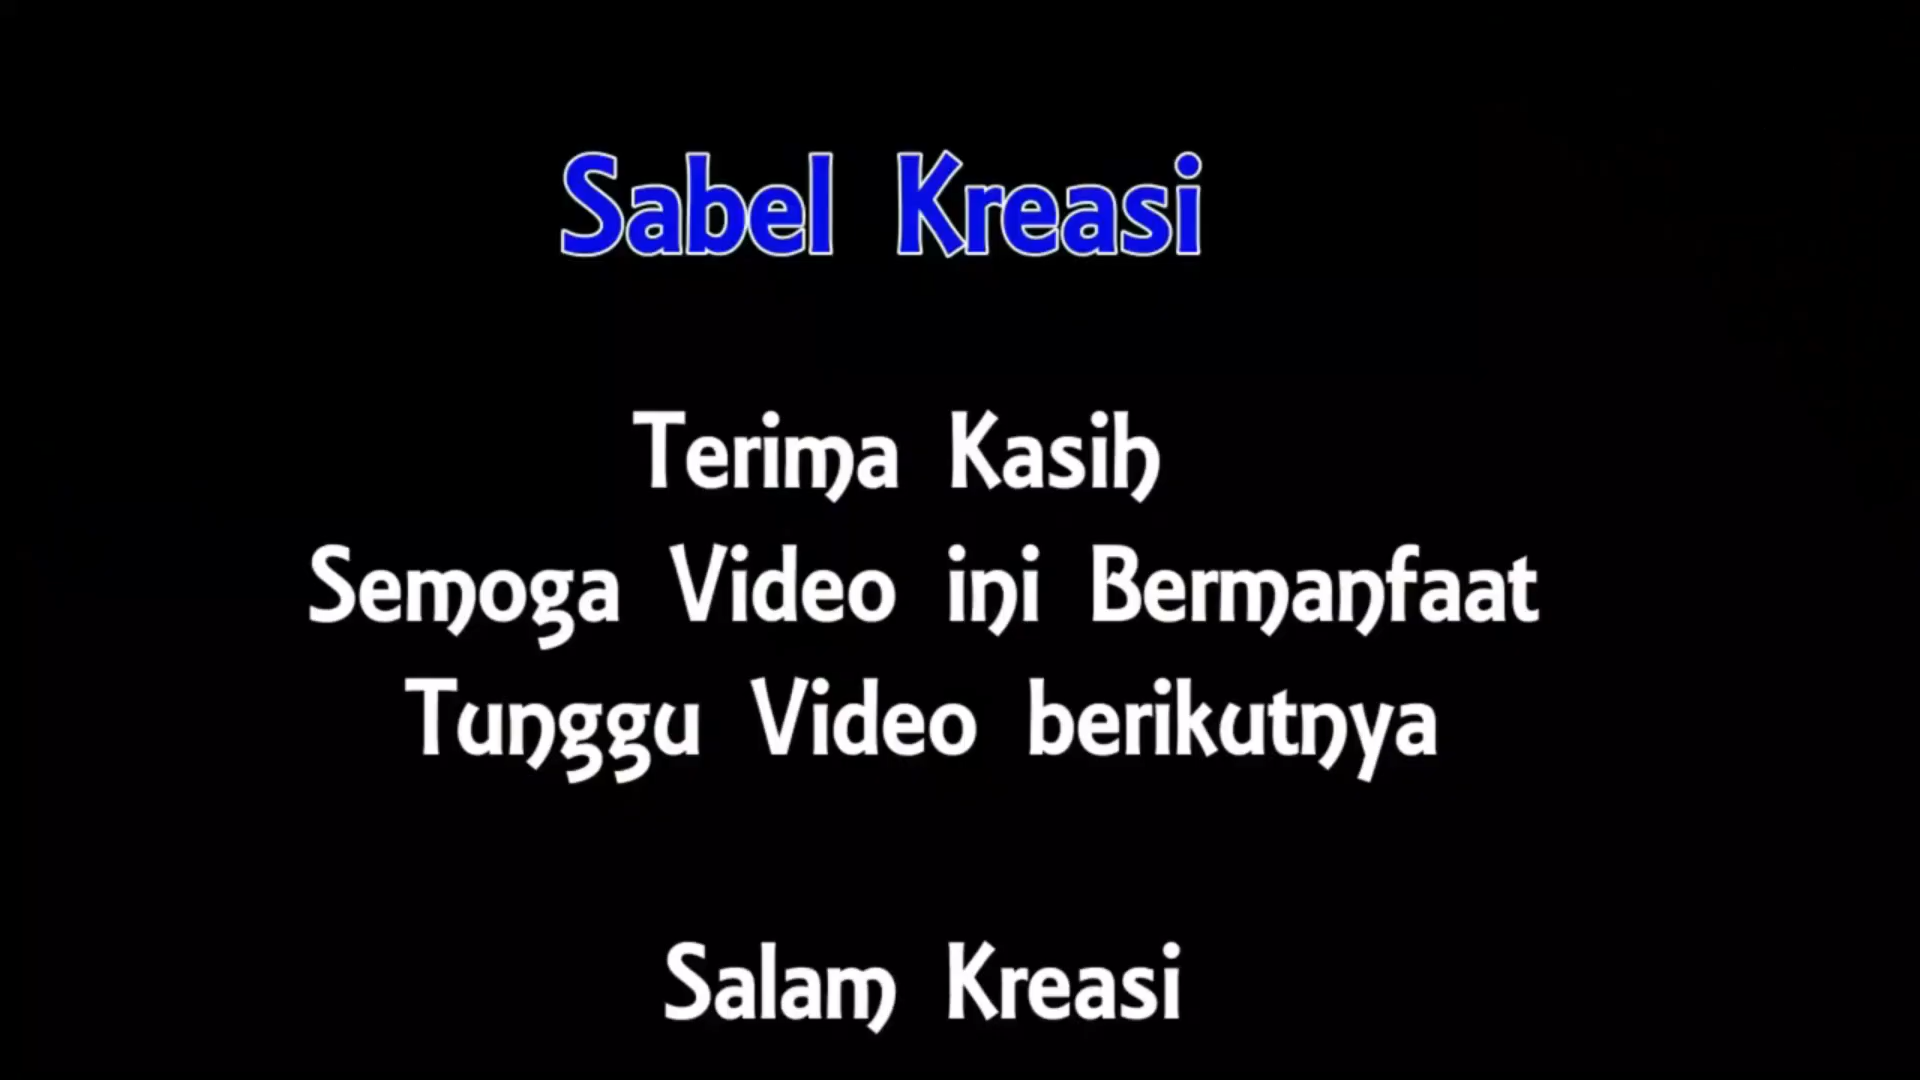 Sabel Kreasi
Terima Kasih
Semoga Video ini Bermanfaat
Tunggu Video berikutnya
Salam Kreasi